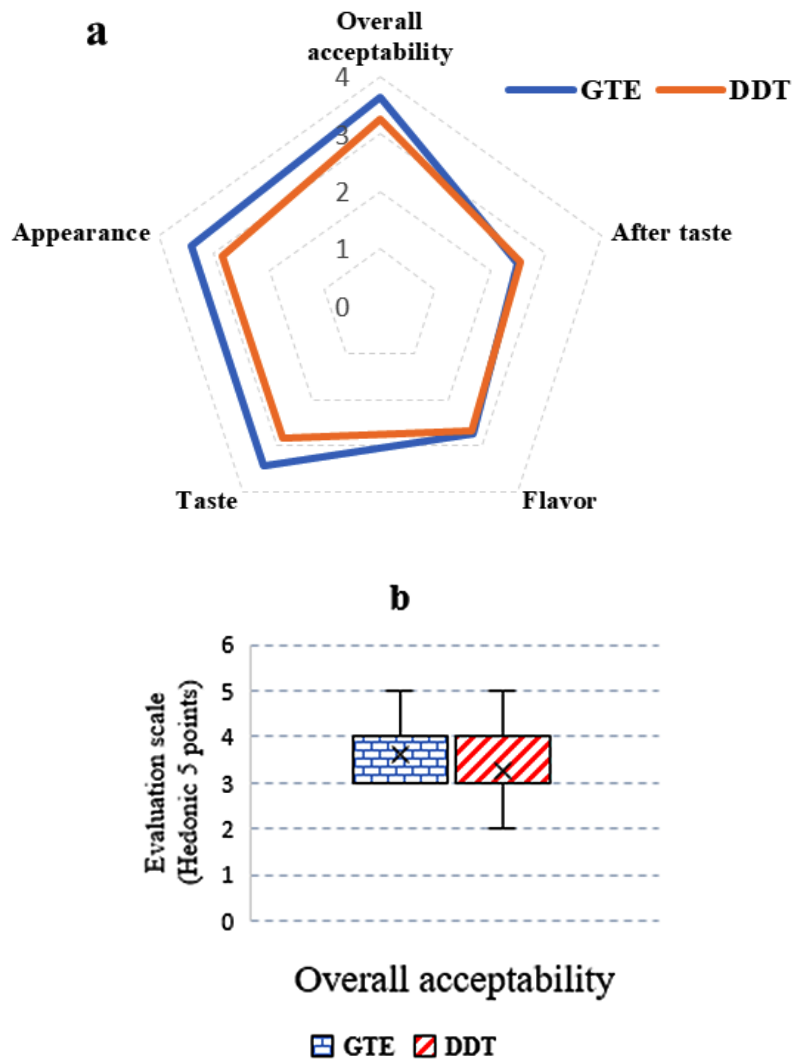 a
Overall
acceptability
GTE DDT
4
3
2
1
0
Appearance
After taste
Taste
Flavor
b
Evaluation scale
(Hedonic 5 points)
6
5
4
3
2
1
0
Overall acceptability
GTE DDT